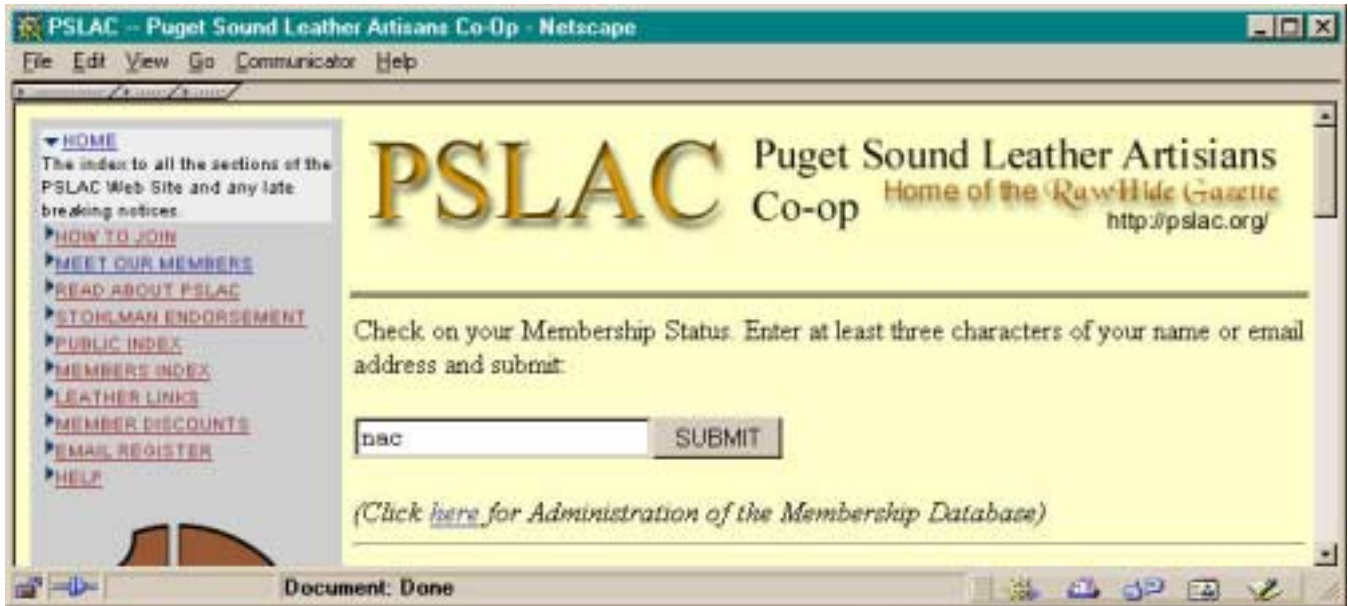 PSLAC -- Puget Sound Leather Artisans Co-Op - Netscape
File Edit View Go Communicator Help
HOME
The index to all the sections of the
PSLAC Web Site and any late
breaking notices.
HOW TO JOIN
MEET OUR MEMBERS
READ ABOUT PSLAC
STOHLMAN ENDORSEMENT
PUBLIC INDEX
MEMBERS INDEX
LEATHER LINKS
MEMBER DISCOUNTS
EMAIL REGISTER
HELP
PSLAC
Puget Sound Leather Artisians
Co-op
Home of the RawHide Gazette
http://pslac.org/
Check on your Membership Status. Enter at least three characters of your name or email
address and submit:
nac
SUBMIT
(Click here for Administration of the Membership Database)
Document: Done